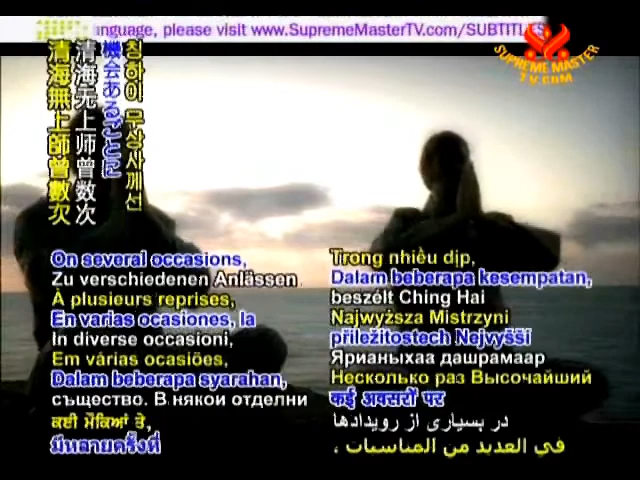 nguage, please visit www.SupremeMasterTV.com/SUBTITLES
SUPREME MASTER
TV.COM
칭하이 무상사께선
機会あるごとに
清海无上师曾数次
清海無上師曾數次
On several occasions,
Zu verschiedenen Anlässen
À plusieurs reprises,
En varias ocasiones, la
In diverse occasioni,
Em várias ocasiões,
Dalam beberapa syarahan,
същество. В някои отделни
ਕਈ ਮੌਕਿਆਂ ਤੇ,
มีหลายครั้งที่
Trong nhiều dịp,
Dalam beberapa kesempatan,
beszélt Ching Hai
Najwyższa Mistrzyni
příležitostech Nejvyšší
Ярианыхаа дашрамаар
Несколько раз Высочайший
कई अवसरों पर
در بسیاری از رویدادها
في العديد من المناسبات ،